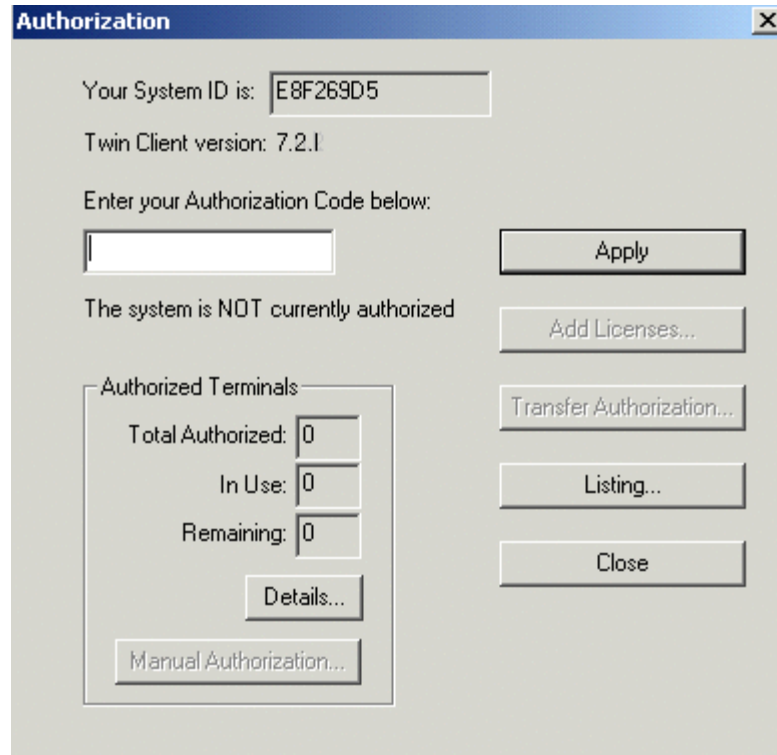 Authorization
Your System ID is: E8F269D5
Twin Client version: 7.2.
Enter your Authorization Code below:
Apply
The system is NOT currently authorized
Add Licenses...
Authorized Terminals
Transfer Authorization...
Total Authorized: 0
In Use: 0
Listing...
Remaining: 0
Close
Details...
Manual Authorization...